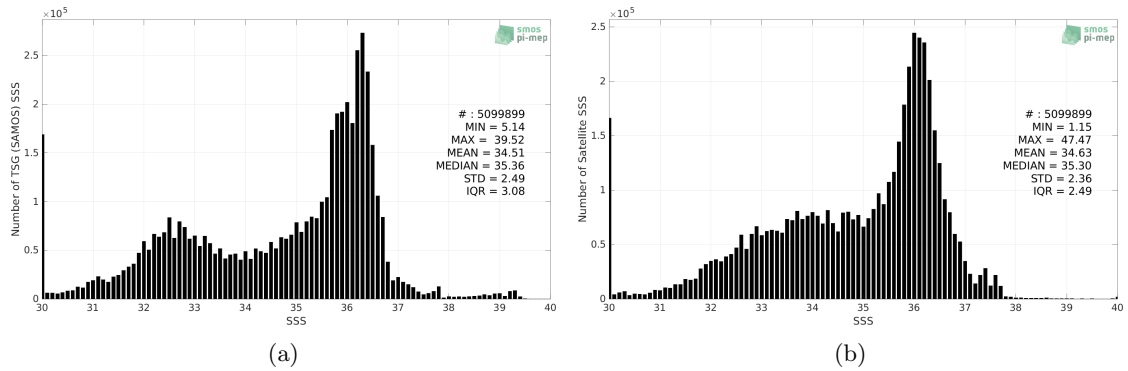 ×10⁵
2.5
2
1.5
1
0.5
0
30 31 32 33 34 35 36 37 38 39 40
SSS
Number of TSG (SAMOS) SSS
smos
pi-mep
# : 5099899
MIN = 5.14
MAX = 39.52
MEAN = 34.51
MEDIAN = 35.36
STD = 2.49
IQR = 3.08
(a)
×10⁵
2.5
2
1.5
1
0.5
0
30 31 32 33 34 35 36 37 38 39 40
SSS
Number of Satellite SSS
smos
pi-mep
# : 5099899
MIN = 1.15
MAX = 47.47
MEAN = 34.63
MEDIAN = 35.30
STD = 2.36
IQR = 2.49
(b)